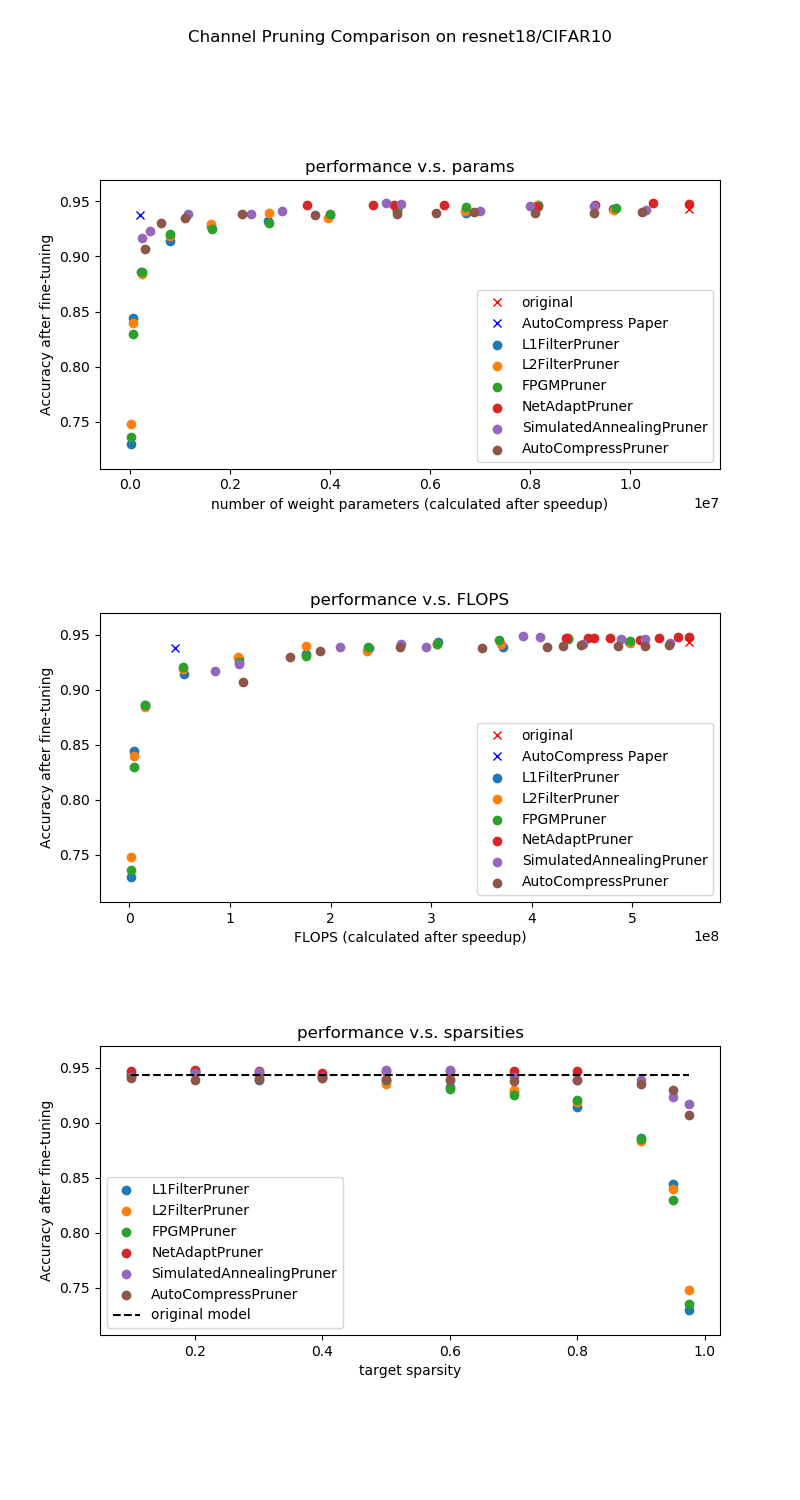 Channel Pruning Comparison on resnet18/CIFAR10
performance v.s. params
Accuracy after fine-tuning
0.95
0.90
0.85
0.80
0.75
original
AutoCompress Paper
L1FilterPruner
L2FilterPruner
FPGMPruner
NetAdaptPruner
SimulatedAnnealingPruner
AutoCompressPruner
0.0 0.2 0.4 0.6 0.8 1.0
number of weight parameters (calculated after speedup)
1e7
performance v.s. FLOPS
Accuracy after fine-tuning
0.95
0.90
0.85
0.80
0.75
original
AutoCompress Paper
L1FilterPruner
L2FilterPruner
FPGMPruner
NetAdaptPruner
SimulatedAnnealingPruner
AutoCompressPruner
0 1 2 3 4 5
FLOPS (calculated after speedup)
1e8
performance v.s. sparsities
Accuracy after fine-tuning
0.95
0.90
0.85
0.80
0.75
L1FilterPruner
L2FilterPruner
FPGMPruner
NetAdaptPruner
SimulatedAnnealingPruner
AutoCompressPruner
original model
0.2 0.4 0.6 0.8 1.0
target sparsity